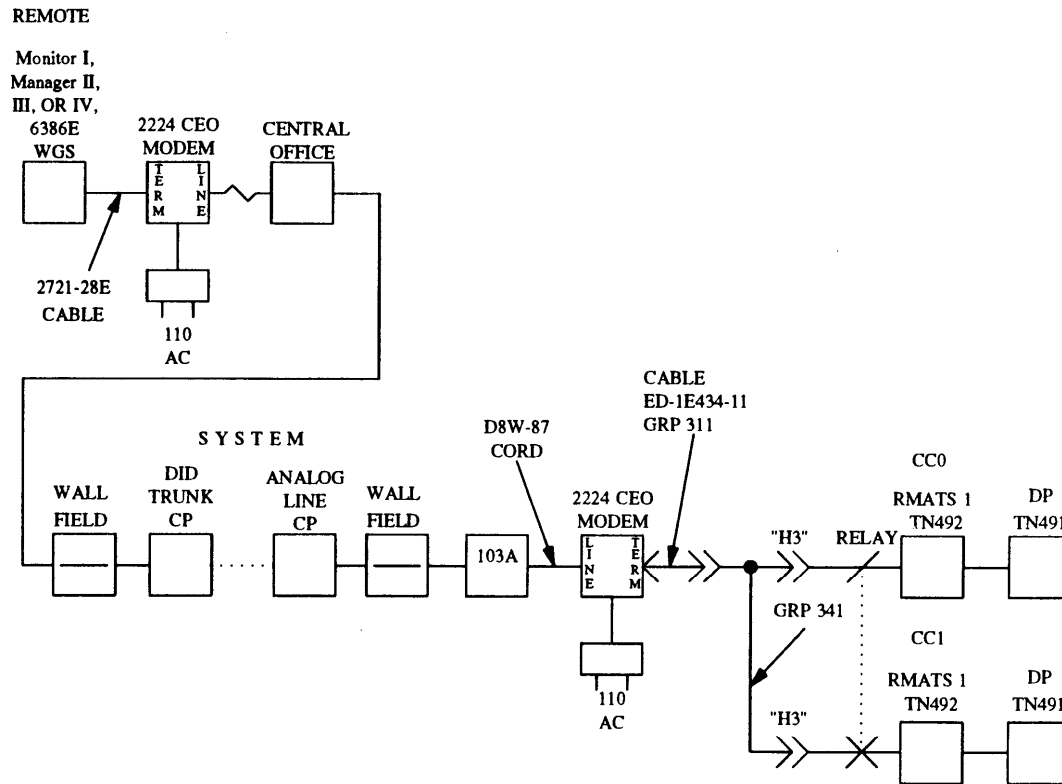 REMOTE
Monitor I,
Manager II,
III, OR IV,
6386E
WGS
2224 CEO
MODEM
CENTRAL
OFFICE
TERM
LINE
2721-28E
CABLE
110
AC
SYSTEM
WALL
FIELD
DID
TRUNK
CP
ANALOG
LINE
CP
WALL
FIELD
103A
D8W-87
CORD
2224 CEO
MODEM
LINE
TERM
110
AC
CABLE
ED-1E434-11
GRP 311
"H3"
RELAY
CC0
RMATS 1
TN492
DP
TN491
GRP 341
CC1
"H3"
RMATS 1
TN492
DP
TN491